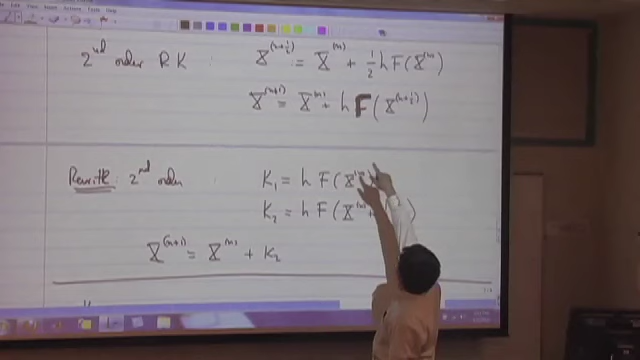 2nd order RK X^(n+1/2) = X^(n) + 1/2 h F(X^(n))
X^(n+1) = X^(n) + h F(X^(n+1/2))
Rewrite 2nd order K1 = h F(X^(n)
K2 = h F(X^(n) +
X^(n+1) = X^(n) + K2